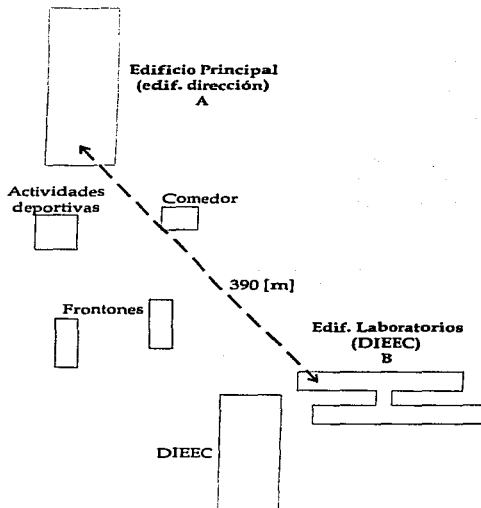 Edificio Principal
(edif. dirección)
A
Actividades
deportivas
Comedor
390 [m]
Frontones
Edif. Laboratorios
(DIEEC)
B
DIEEC